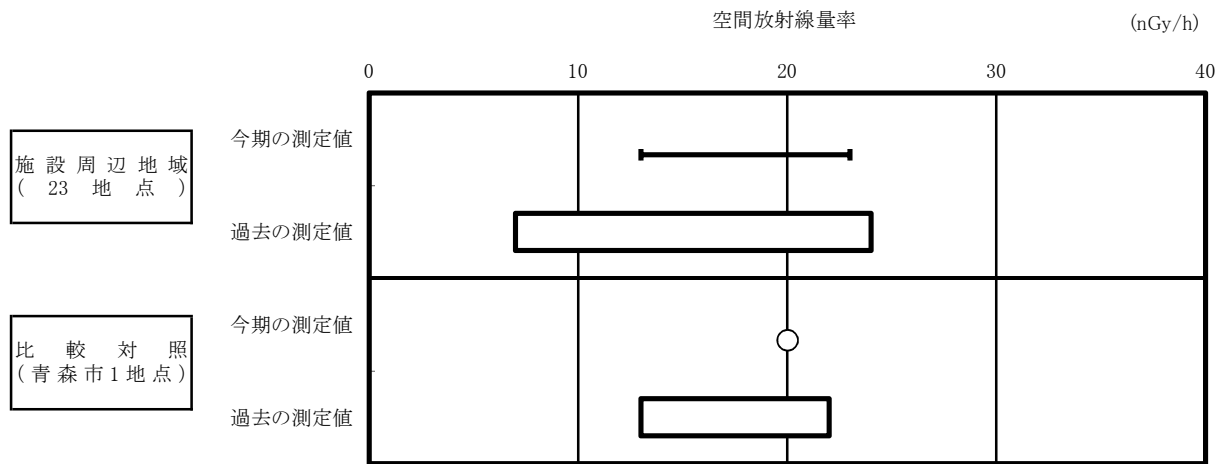 空間放射線量率 (nGy/h)
0 10 20 30 40
施設周辺地域
( 23 地点 )
今期の測定値
過去の測定値
比較対照
(青森市1地点)
今期の測定値
過去の測定値